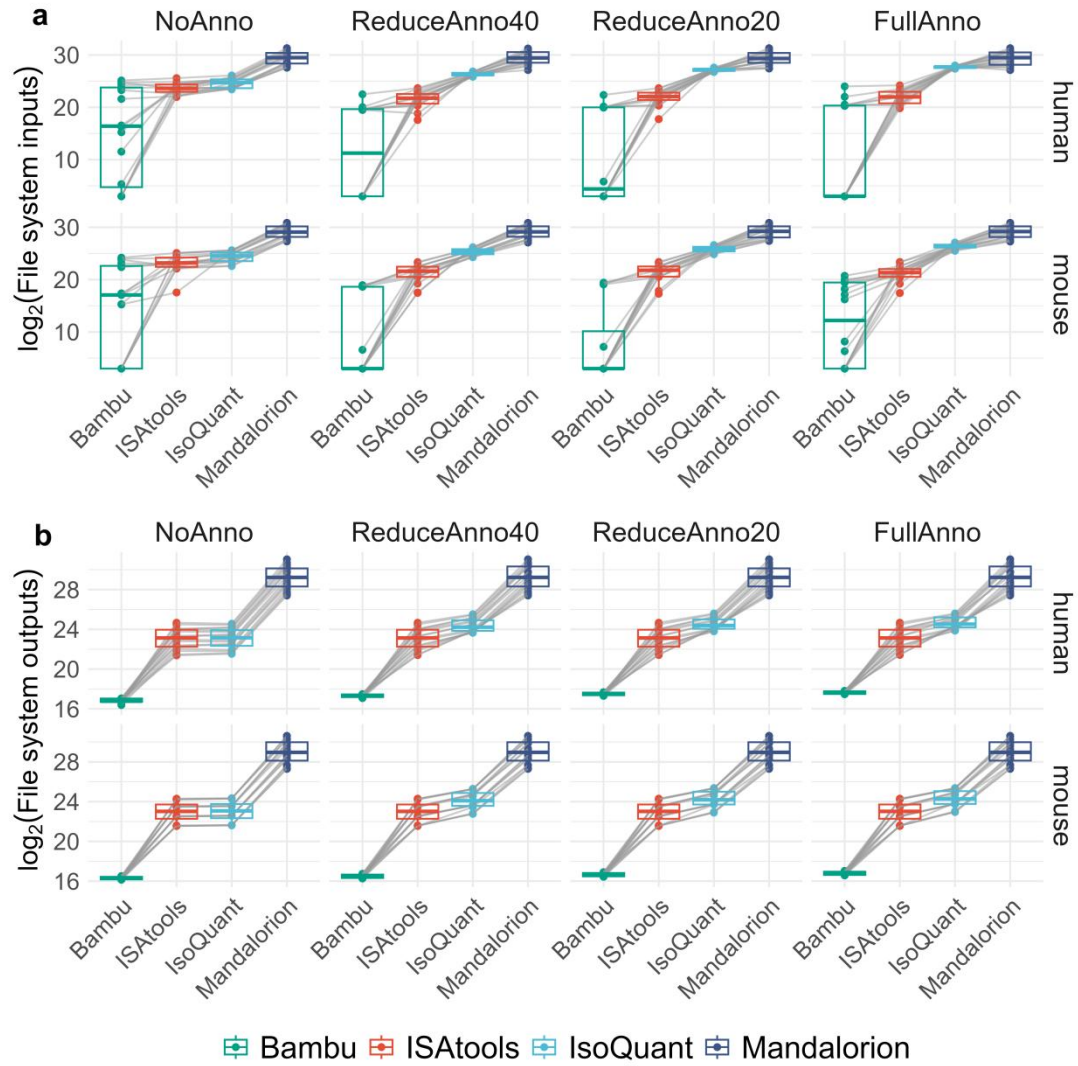 a
NoAnno ReduceAnno40 ReduceAnno20 FullAnno
log2(File system inputs)
30
20
10
human
30
20
10
mouse
Bambu ISAtools IsoQuant Mandalorion Bambu ISAtools IsoQuant Mandalorion Bambu ISAtools IsoQuant Mandalorion Bambu ISAtools IsoQuant Mandalorion
b
NoAnno ReduceAnno40 ReduceAnno20 FullAnno
log2(File system outputs)
28
24
20
16
human
28
24
20
16
mouse
Bambu ISAtools IsoQuant Mandalorion Bambu ISAtools IsoQuant Mandalorion Bambu ISAtools IsoQuant Mandalorion Bambu ISAtools IsoQuant Mandalorion
Bambu ISAtools IsoQuant Mandalorion